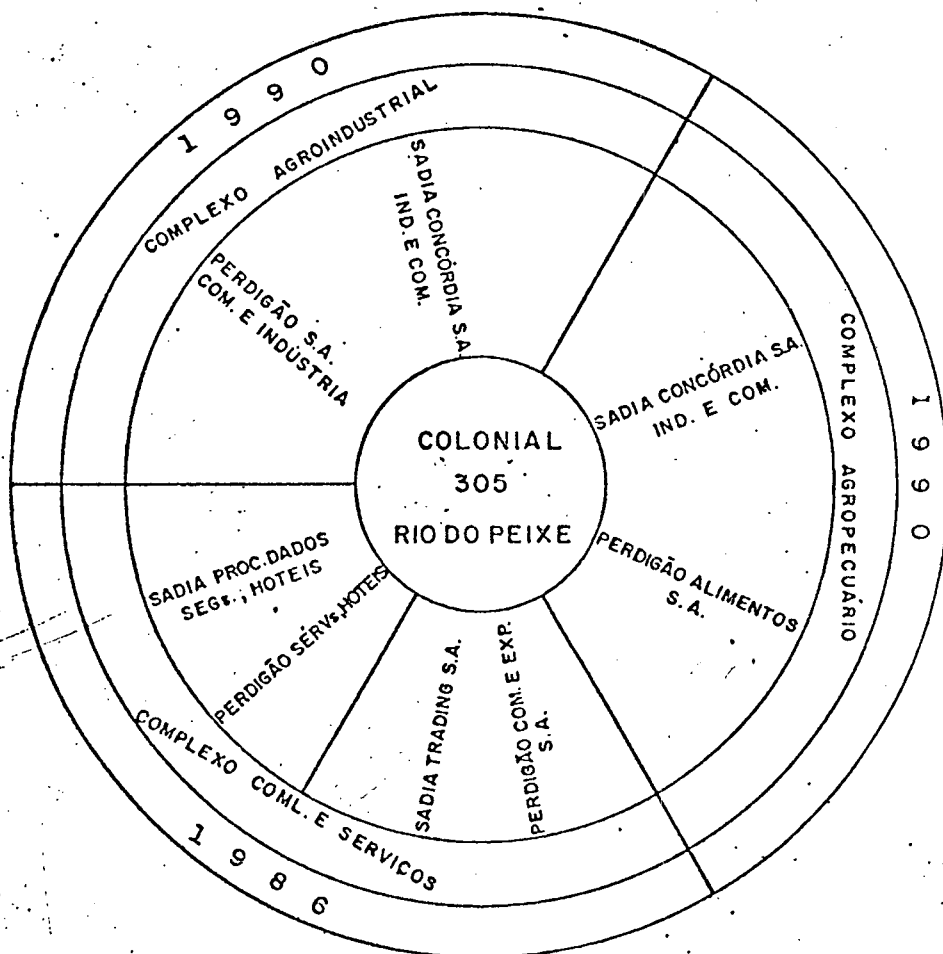 1990
COMPLEXO AGROINDUSTRIAL
SADIA CONCÓRDIA S.A
IND. E COM.
PERDIGÃO S.A.
COM. E INDÚSTRIA
1990
COMPLEXO AGROPECUÁRIO
SADIA CONCÓRDIA S.A.
IND. E COM.
PERDIGÃO ALIMENTOS
S.A.
COLONIAL
305
RIO DO PEIXE
SADIA PROC.DADOS
SEGs., HOTEIS
PERDIGÃO SERVs,HOTEIS
SADIA TRADING S.A.
PERDIGÃO COM. E EXP.
S.A.
COMPLEXO COML. E SERVIÇOS
1986